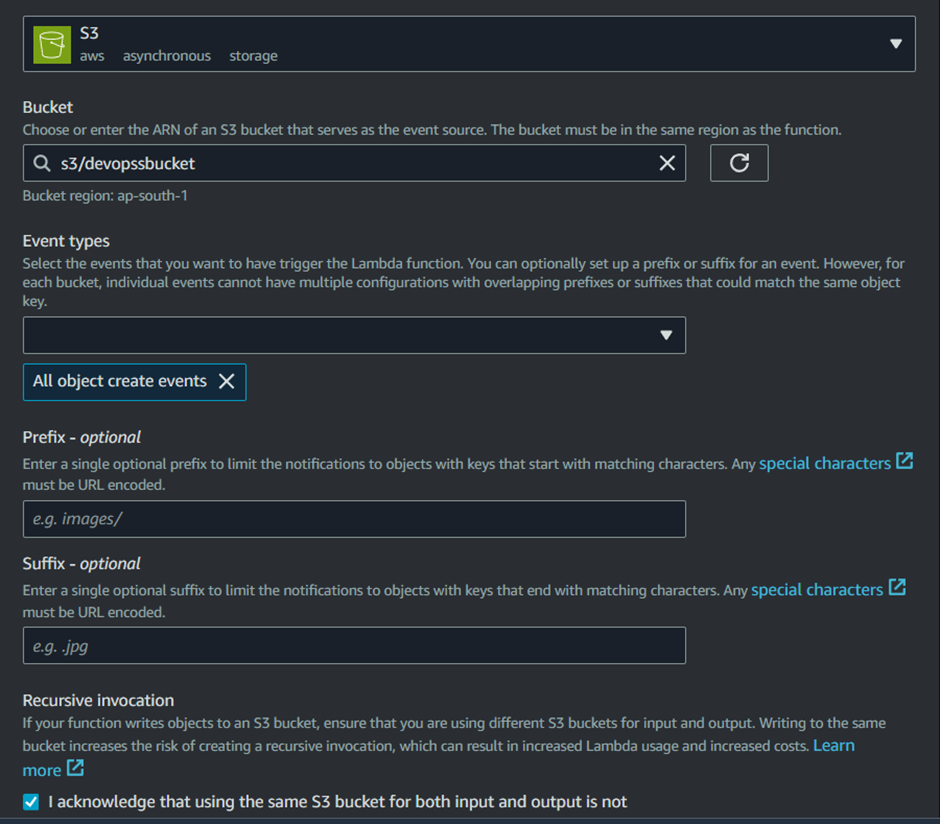 S3
aws asynchronous storage
Bucket
Choose or enter the ARN of an S3 bucket that serves as the event source. The bucket must be in the same region as the function.
s3/devopssbucket
Bucket region: ap-south-1
Event types
Select the events that you want to have trigger the Lambda function. You can optionally set up a prefix or suffix for an event. However, for
each bucket, individual events cannot have multiple configurations with overlapping prefixes or suffixes that could match the same object
key.
All object create events
Prefix - optional
Enter a single optional prefix to limit the notifications to objects with keys that start with matching characters. Any special characters
must be URL encoded.
e.g. images/
Suffix - optional
Enter a single optional suffix to limit the notifications to objects with keys that end with matching characters. Any special characters
must be URL encoded.
e.g. .jpg
Recursive invocation
If your function writes objects to an S3 bucket, ensure that you are using different S3 buckets for input and output. Writing to the same
bucket increases the risk of creating a recursive invocation, which can result in increased Lambda usage and increased costs. Learn
more
I acknowledge that using the same S3 bucket for both input and output is not